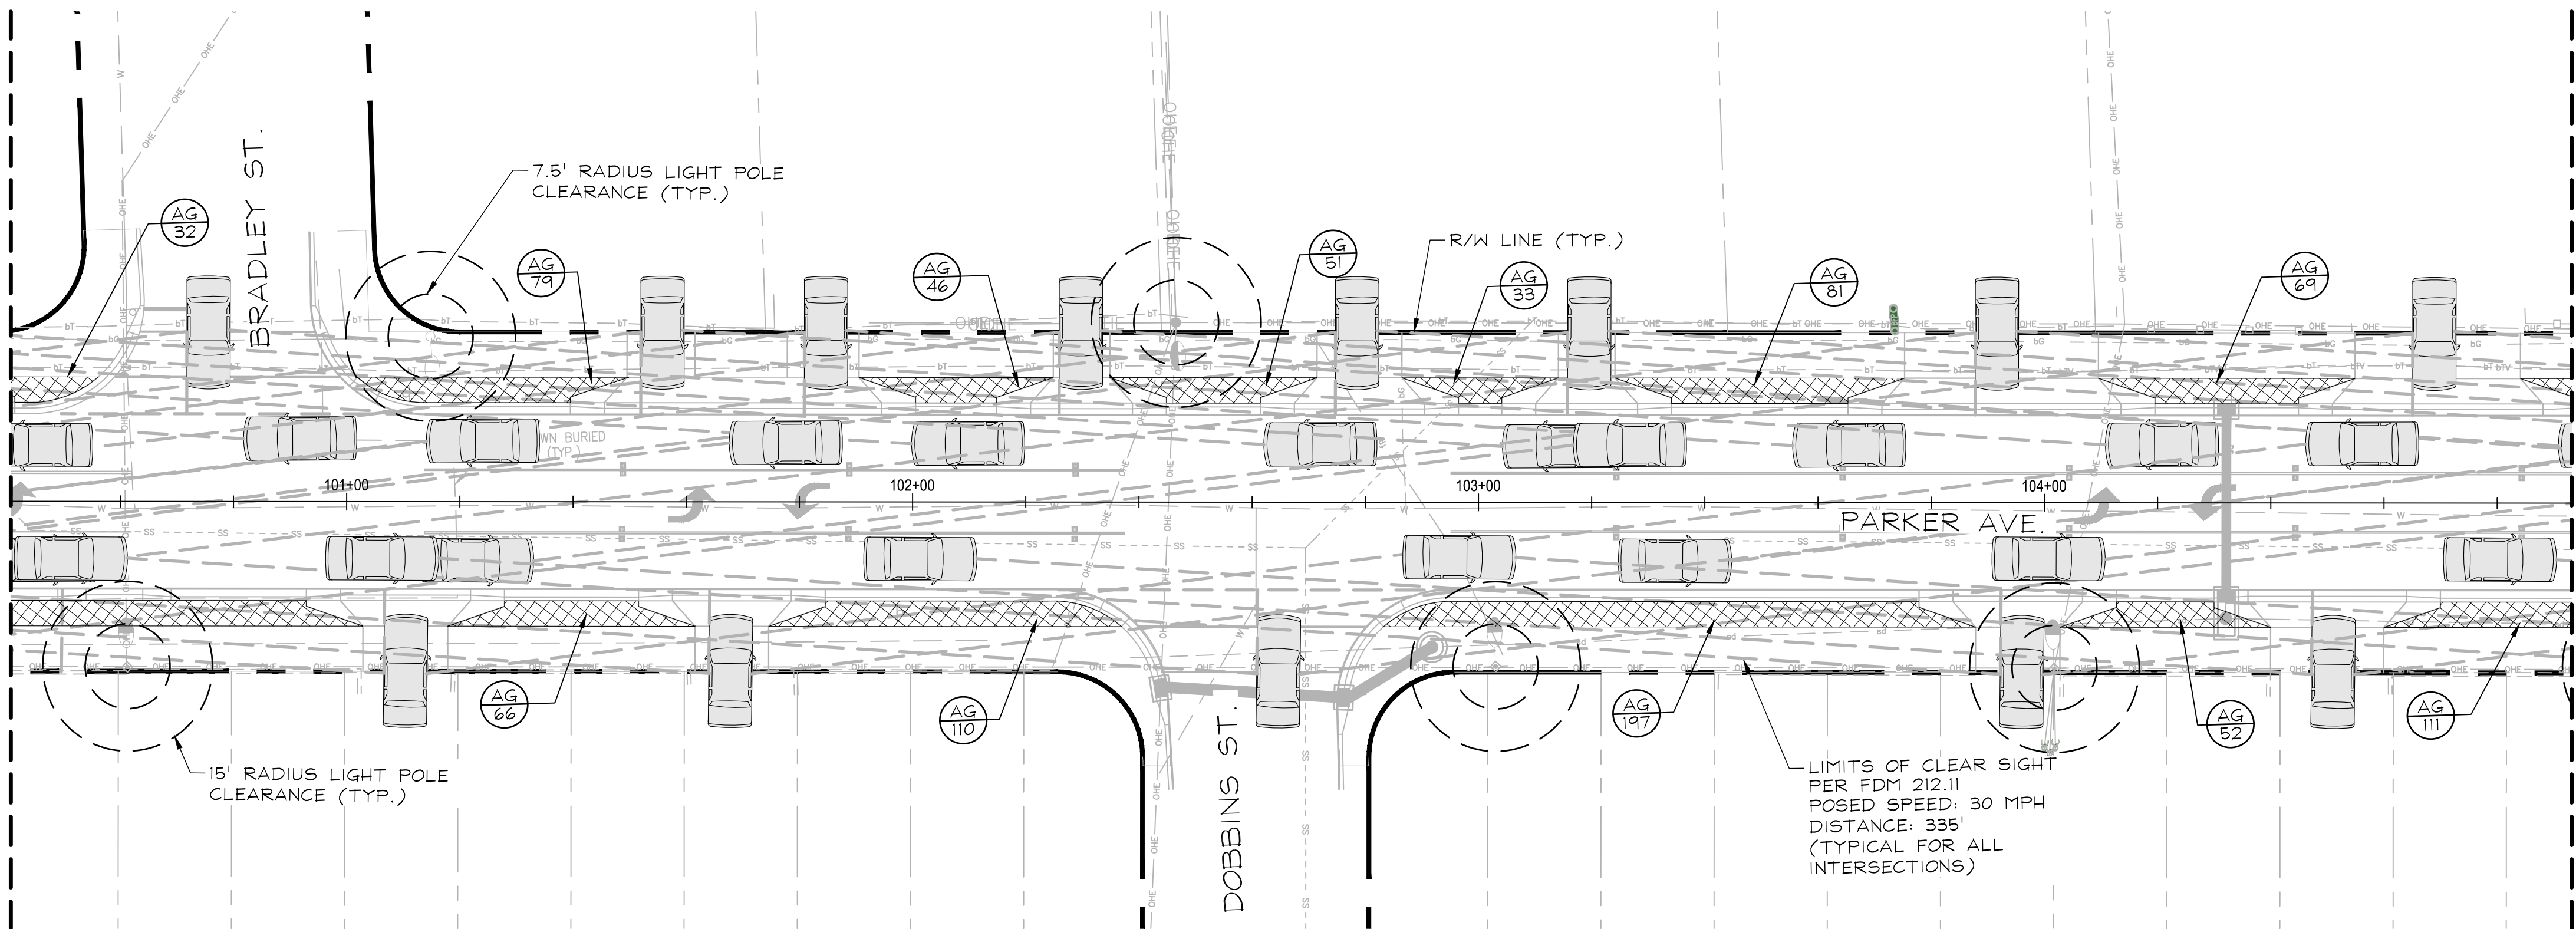 7.5' RADIUS LIGHT POLE
CLEARANCE (TYP.)
AG
32
BRADLEY ST.
AG
79
AG
46
AG
51
R/W LINE (TYP.)
AG
33
AG
81
AG
69
WN BURIED
(TYP.)
101+00
102+00
103+00
104+00
PARKER AVE.
AG
66
AG
110
AG
197
AG
52
AG
111
15' RADIUS LIGHT POLE
CLEARANCE (TYP.)
DOBBINS ST.
LIMITS OF CLEAR SIGHT
PER FDM 212.11
POSED SPEED: 30 MPH
DISTANCE: 335'
(TYPICAL FOR ALL
INTERSECTIONS)